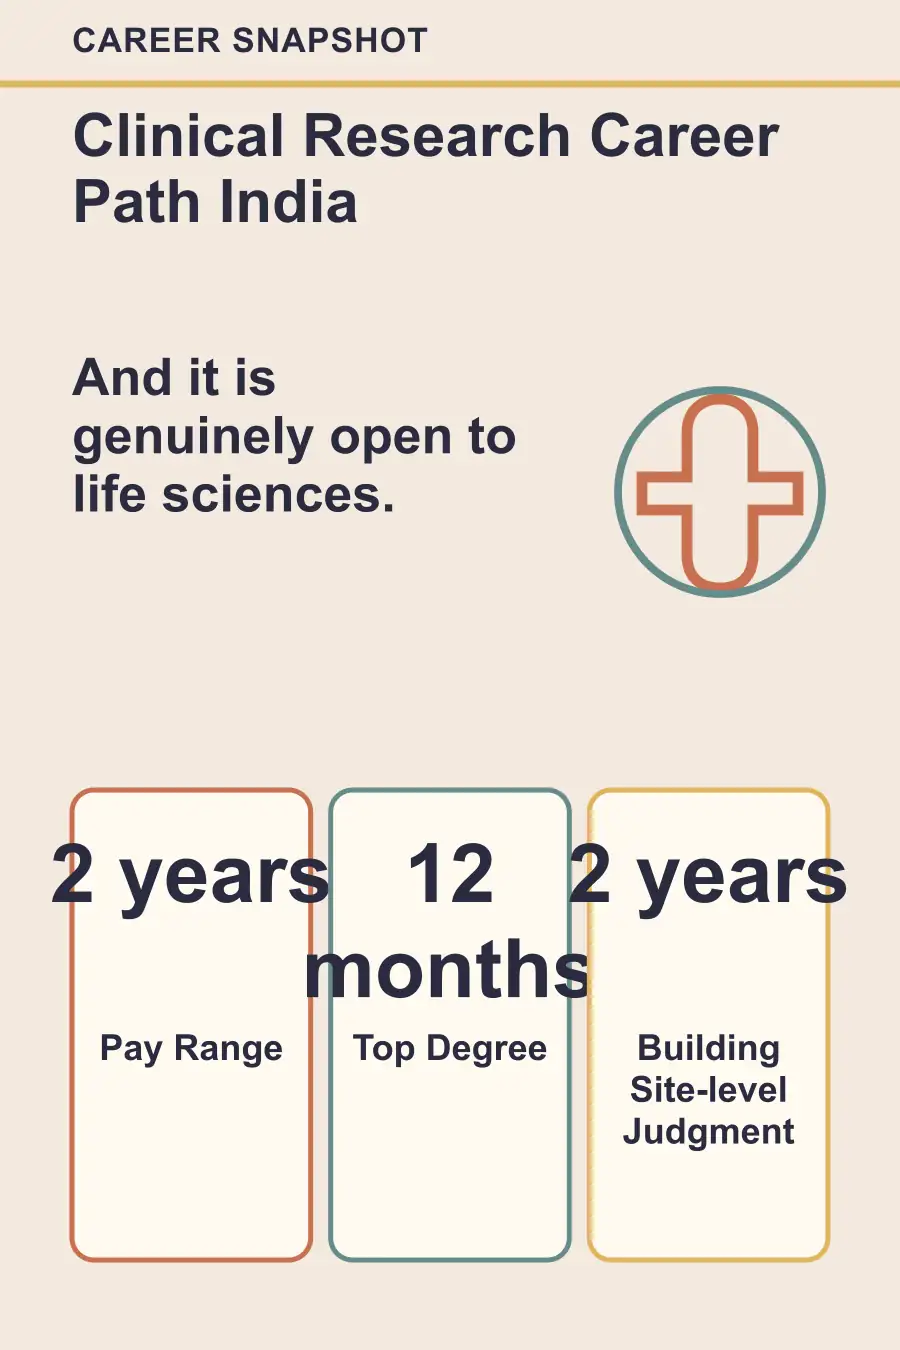 CAREER SNAPSHOT
Clinical Research Career
Path India
And it is
genuinely open to
life sciences.
2 years
Pay Range
12
months
Top Degree
2 years
Building
Site-level
Judgment